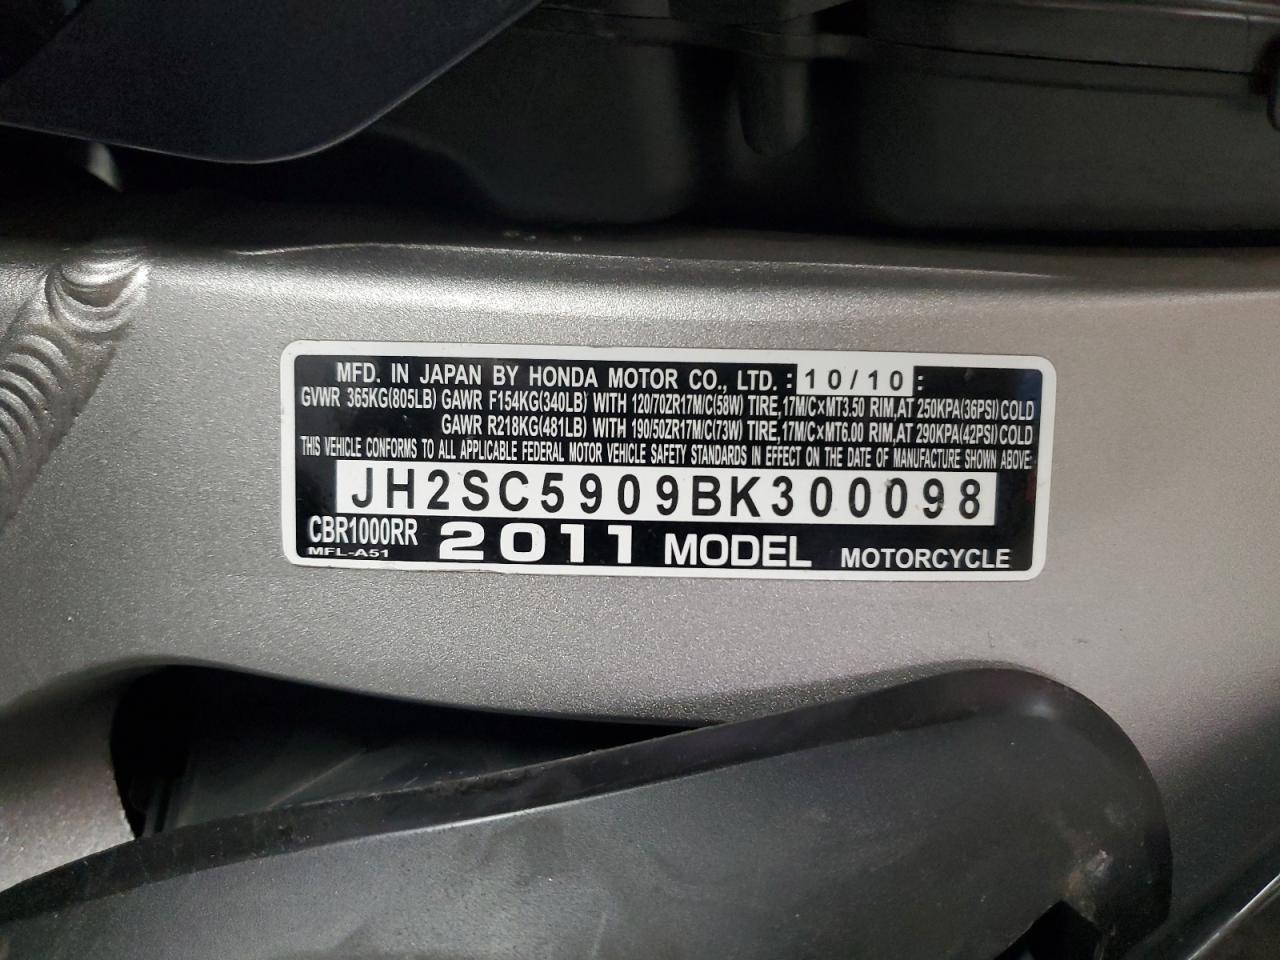 MFD. IN JAPAN BY HONDA MOTOR CO., LTD. : 10/10 :
GVWR 365KG(805LB) GAWR F154KG(340LB) WITH 120/70ZR17M/C(58W) TIRE,17M/C×MT3.50 RIM,AT 250KPA(36PSI)COLD
GAWR R218KG(481LB) WITH 190/50ZR17M/C(73W) TIRE,17M/C×MT6.00 RIM,AT 290KPA(42PSI)COLD
THIS VEHICLE CONFORMS TO ALL APPLICABLE FEDERAL MOTOR VEHICLE SAFETY STANDARDS IN EFFECT ON THE DATE OF MANUFACTURE SHOWN ABOVE.
JH2SC5909BK300098
CBR1000RR 2011 MODEL MOTORCYCLE
MFL-A51